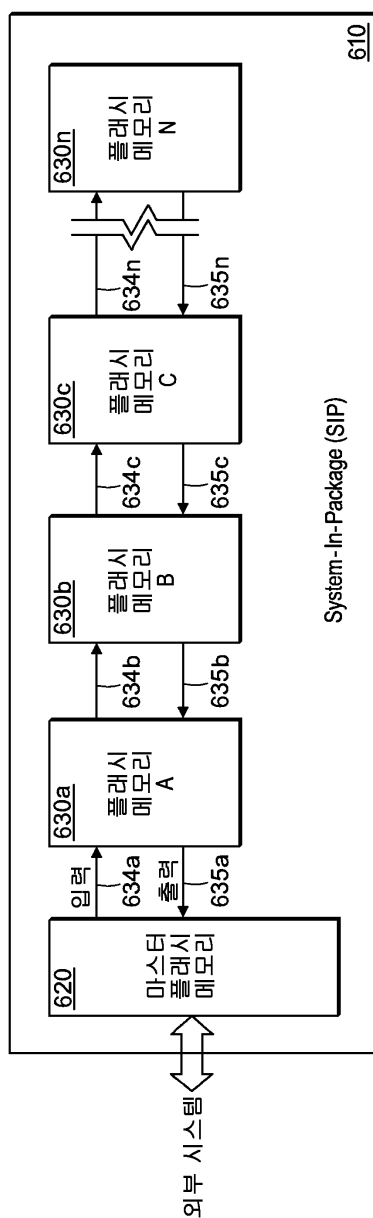 외부 시스템
620
마스터
플래시
메모리
입력
634a
출력
635a
630a
플래시
메모리
A
634b
635b
630b
플래시
메모리
B
634c
635c
630c
플래시
메모리
C
634n
635n
630n
플래시
메모리
N
System-In-Package (SIP)
610